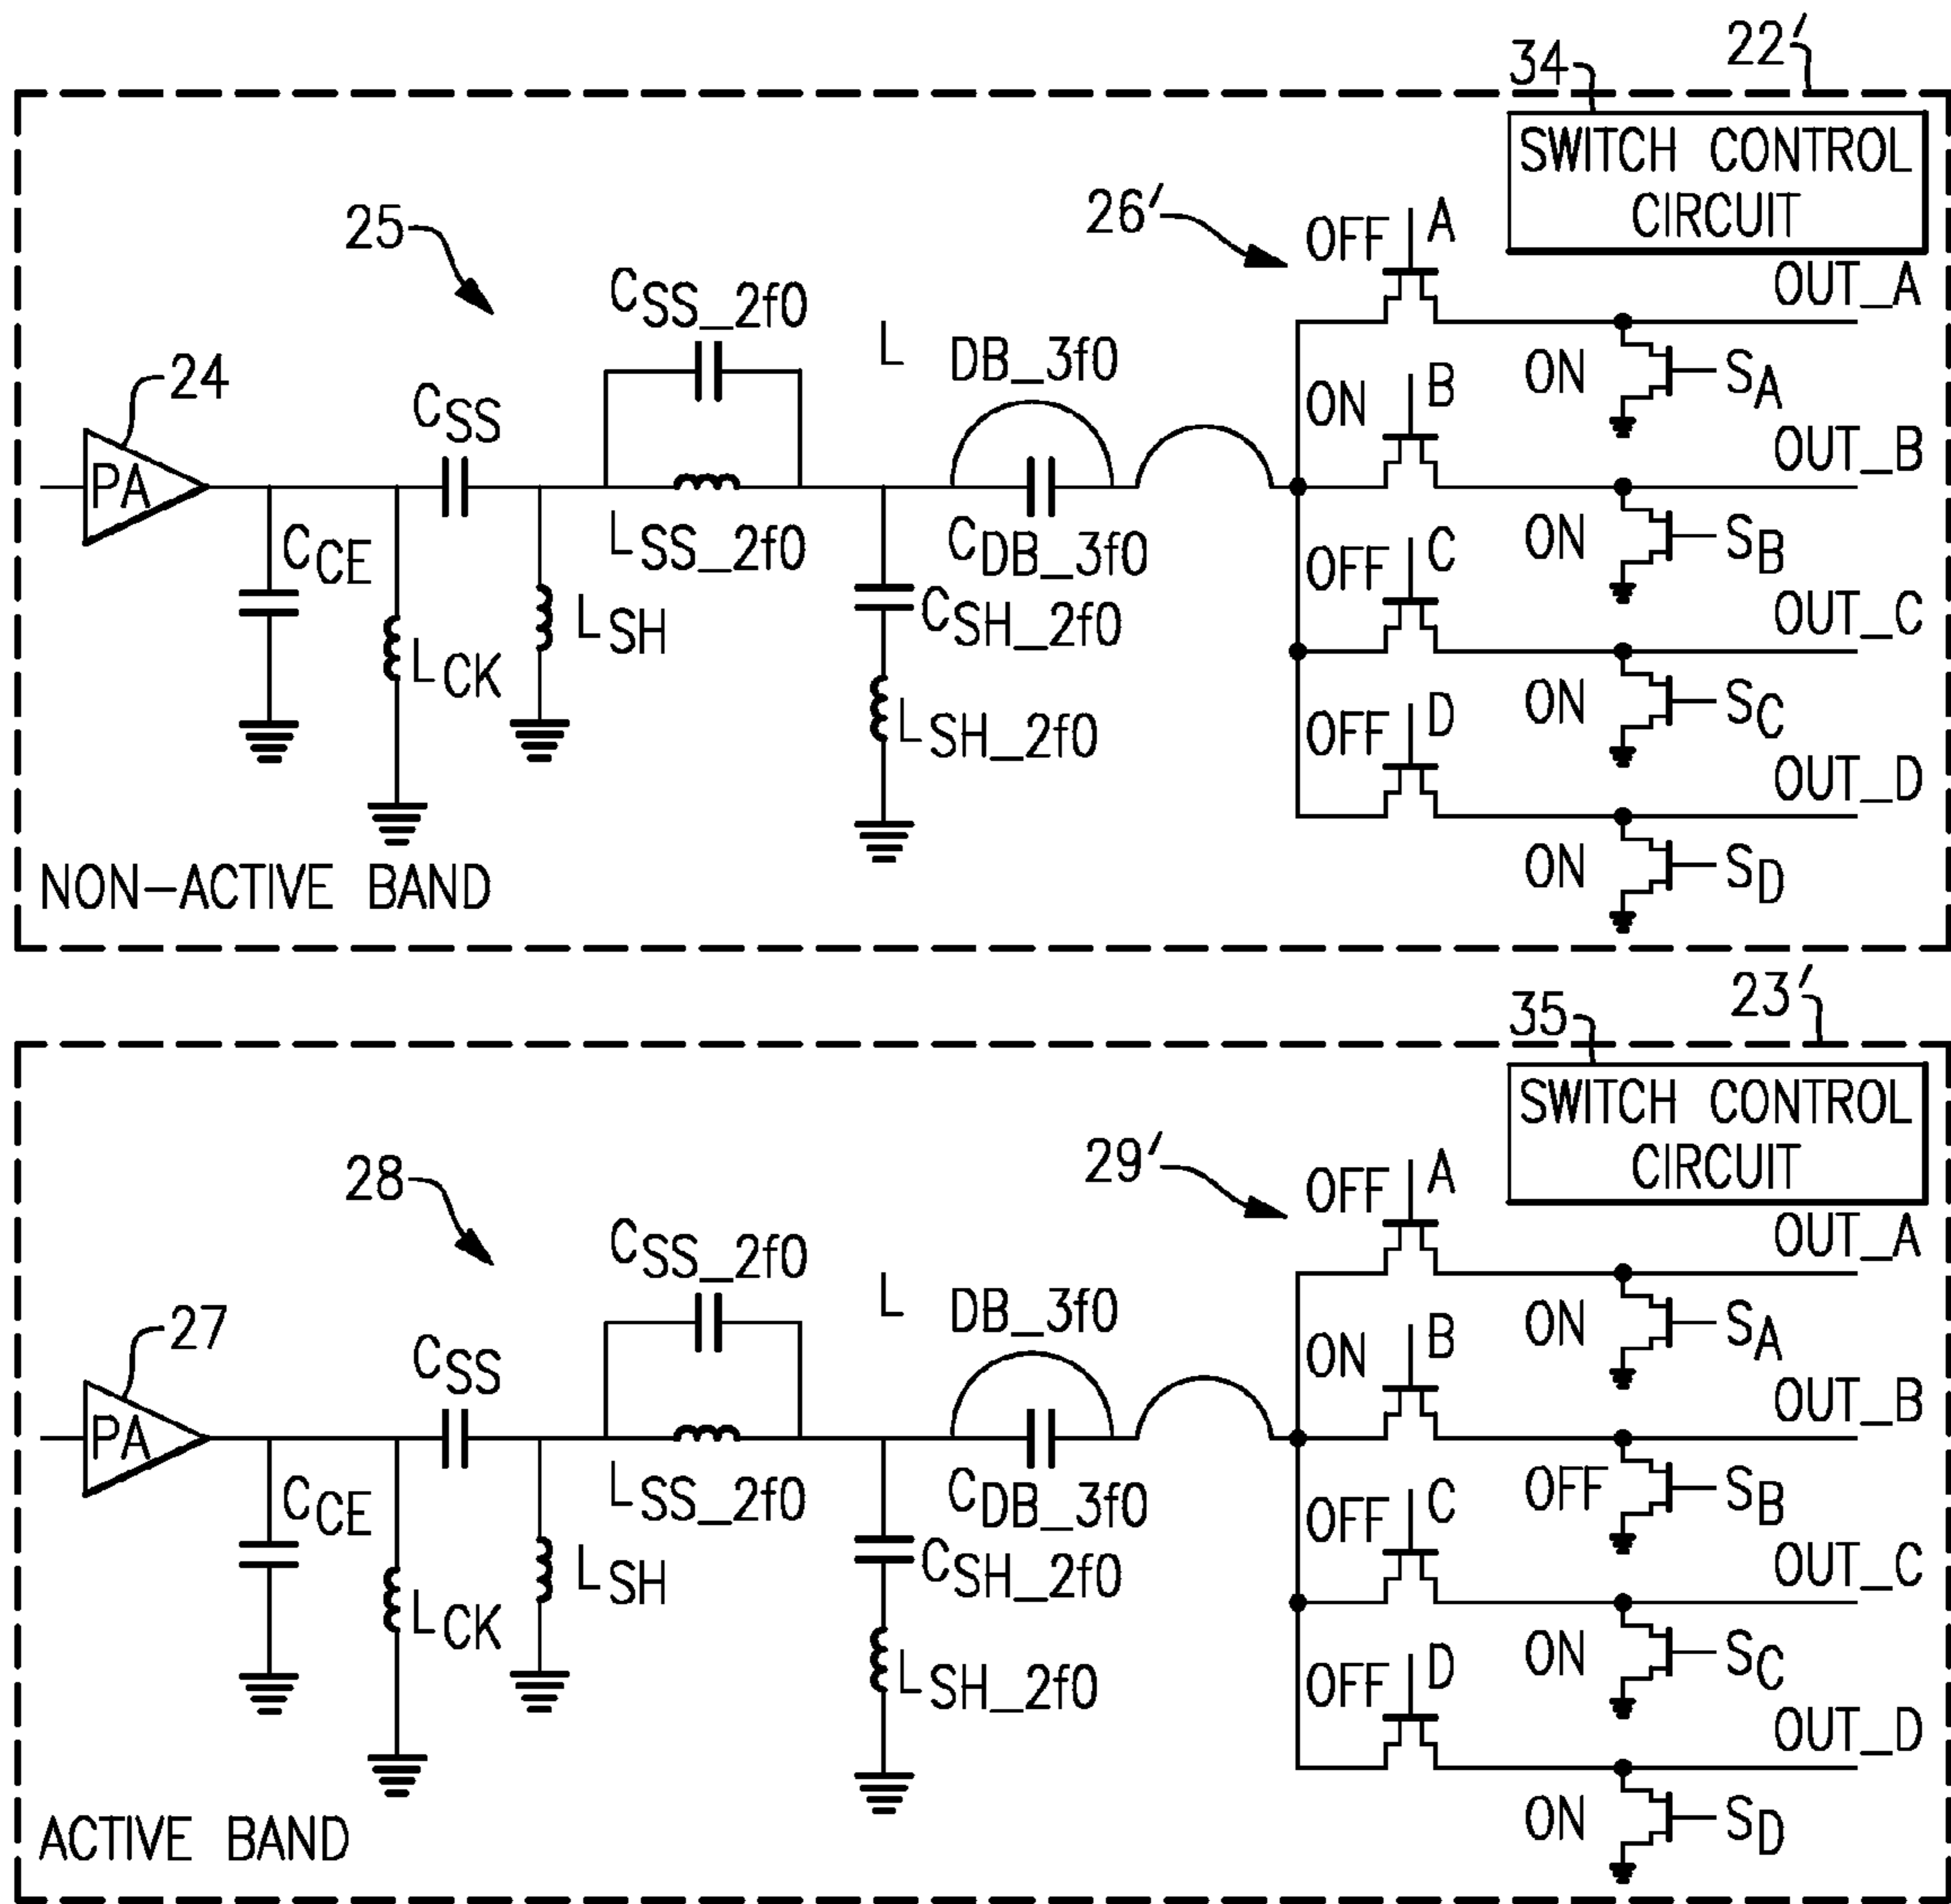 22'
34
SWITCH CONTROL
CIRCUIT
26'
OFF A
OUT_A
25
CSS_2f0
L DB_3f0
ON SA
24
PA
CSS
ON B
OUT_B
LSS_2f0
CDB_3f0
ON SB
CCE
LCK
LSH
CSH_2f0
LSH_2f0
OFF C
OUT_C
ON SC
OFF D
OUT_D
ON SD
NON-ACTIVE BAND
23'
35
SWITCH CONTROL
CIRCUIT
29'
OFF A
OUT_A
28
CSS_2f0
L DB_3f0
ON SA
27
PA
CSS
ON B
OUT_B
LSS_2f0
CDB_3f0
OFF SB
CCE
LCK
LSH
CSH_2f0
LSH_2f0
OFF C
OUT_C
ON SC
OFF D
OUT_D
ON SD
ACTIVE BAND